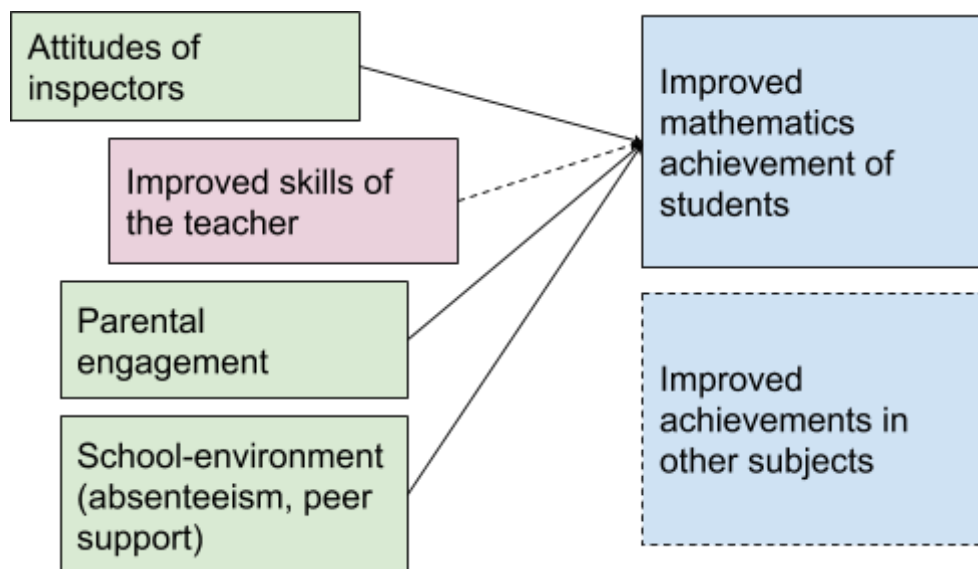 Attitudes of
inspectors
Improved skills of
the teacher
Parental
engagement
School-environment
(absenteeism, peer
support)
Improved
mathematics
achievement of
students
Improved
achievements in
other subjects